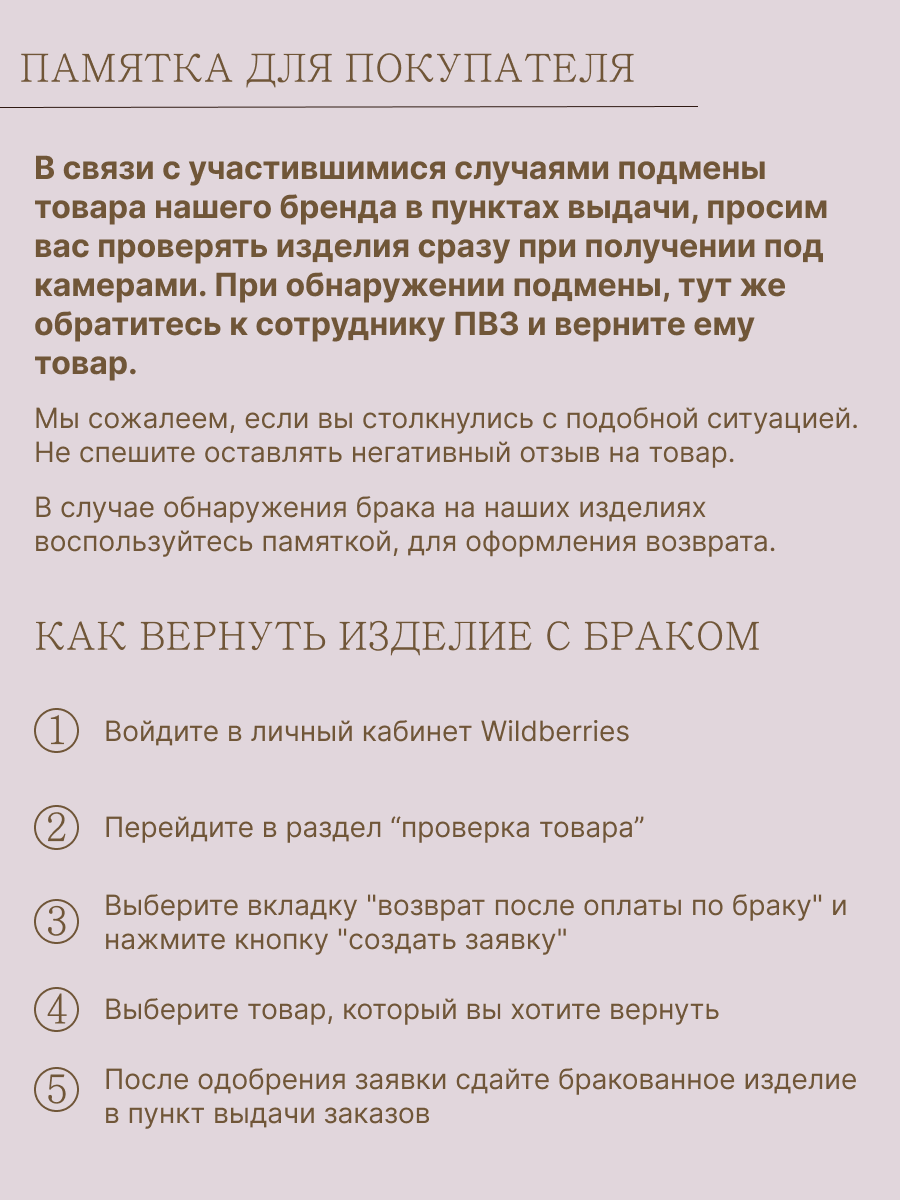 ПАМЯТКА ДЛЯ ПОКУПАТЕЛЯ
В связи с участившимися случаями подмены
товара нашего бренда в пунктах выдачи, просим
вас проверять изделия сразу при получении под
камерами. При обнаружении подмены, тут же
обратитесь к сотруднику ПВЗ и верните ему
товар.
Мы сожалеем, если вы столкнулись с подобной ситуацией.
Не спешите оставлять негативный отзыв на товар.
В случае обнаружения брака на наших изделиях
воспользуйтесь памяткой, для оформления возврата.
КАК ВЕРНУТЬ ИЗДЕЛИЕ С БРАКОМ
1 Войдите в личный кабинет Wildberries
2 Перейдите в раздел “проверка товара”
3 Выберите вкладку "возврат после оплаты по браку" и
нажмите кнопку "создать заявку"
4 Выберите товар, который вы хотите вернуть
5 После одобрения заявки сдайте бракованное изделие
в пункт выдачи заказов